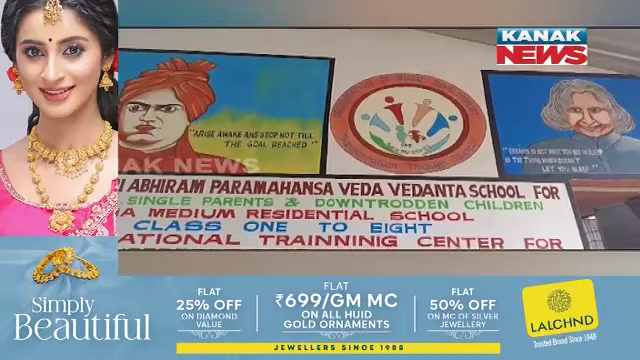 KANAK
NEWS
"ARISE AWAKE AND STOP NOT TILL
THE GOAL REACHED"
KANAK NEWS
ABHIRAM PARAMAHANSA VEDA VEDANTA SCHOOL FOR
SINGLE PARENTS & DOWNTRODDEN CHILDREN
MEDIUM RESIDENTIAL SCHOOL
CLASS ONE TO EIGHT
ATIONAL TRAINNING CENTER FOR
Simply
Beautiful
FLAT
25% OFF
ON DIAMOND
VALUE
FLAT
₹699/GM MC
ON ALL HUID
GOLD ORNAMENTS
FLAT
50% OFF
ON MC OF SILVER
JEWELLERY
JEWELLERS SINCE 1988
LALCHND
Trusted Brand Since 1948